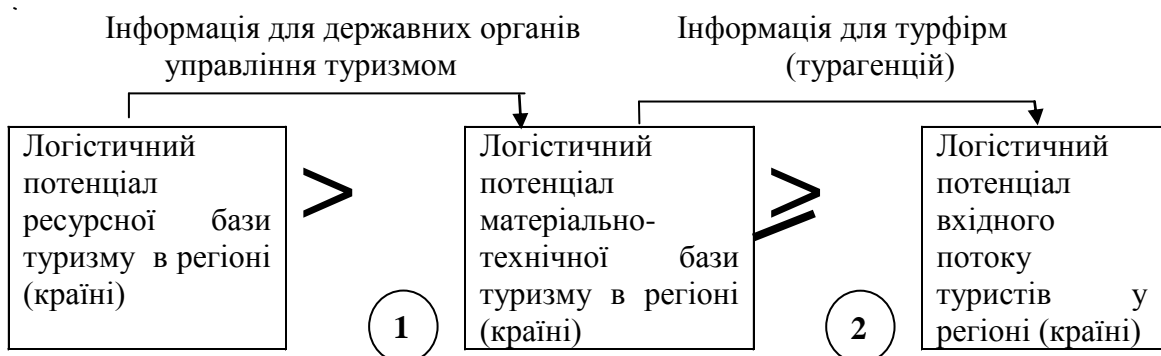 Інформація для державних органів
управління туризмом
Інформація для турфірм
(турагенцій)
Логістичний
потенціал
ресурсної бази
туризму в регіоні
(країні)
>
1
Логістичний
потенціал
матеріально-
технічної бази
туризму в регіоні
(країні)
⩾
2
Логістичний
потенціал
вхідного
потоку
туристів у
регіоні (країні)